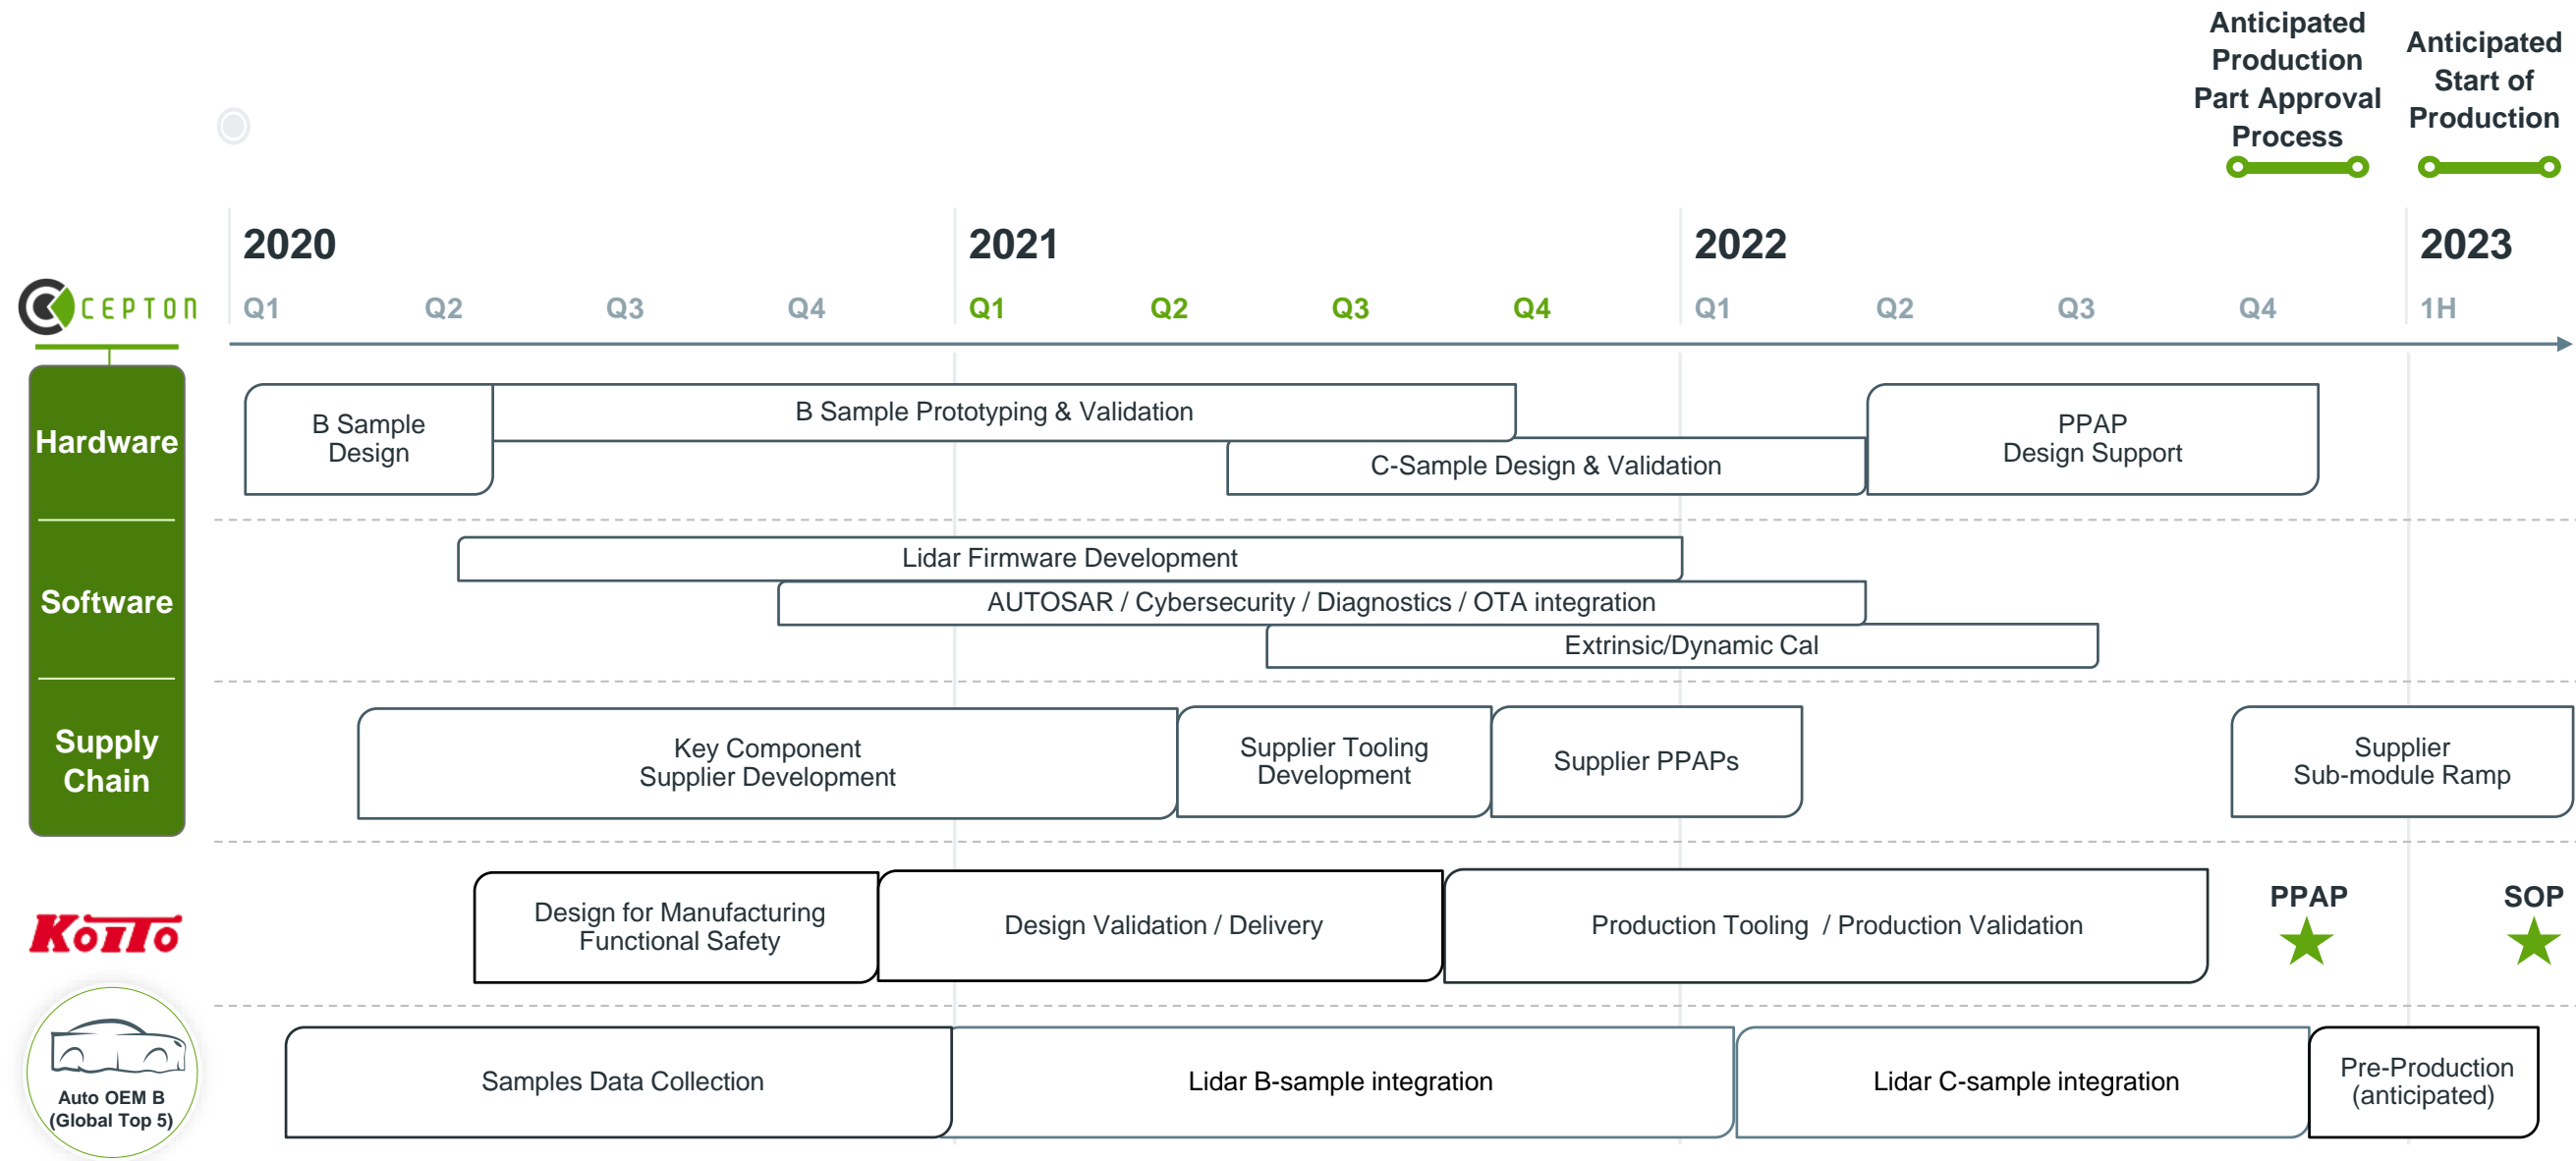 Anticipated
Production
Part Approval
Process
Anticipated
Start of
Production
2020
2021
2022
2023
CEPTON
Q1
Q2
Q3
Q4
Q1
Q2
Q3
Q4
Q1
Q2
Q3
Q4
1H
Hardware
B Sample
Design
B Sample Prototyping & Validation
C-Sample Design & Validation
PPAP
Design Support
Software
Lidar Firmware Development
AUTOSAR / Cybersecurity / Diagnostics / OTA integration
Extrinsic/Dynamic Cal
Supply
Chain
Key Component
Supplier Development
Supplier Tooling
Development
Supplier PPAPs
Supplier
Sub-module Ramp
KOITO
Design for Manufacturing
Functional Safety
Design Validation / Delivery
Production Tooling / Production Validation
PPAP
SOP
Auto OEM B
(Global Top 5)
Samples Data Collection
Lidar B-sample integration
Lidar C-sample integration
Pre-Production
(anticipated)